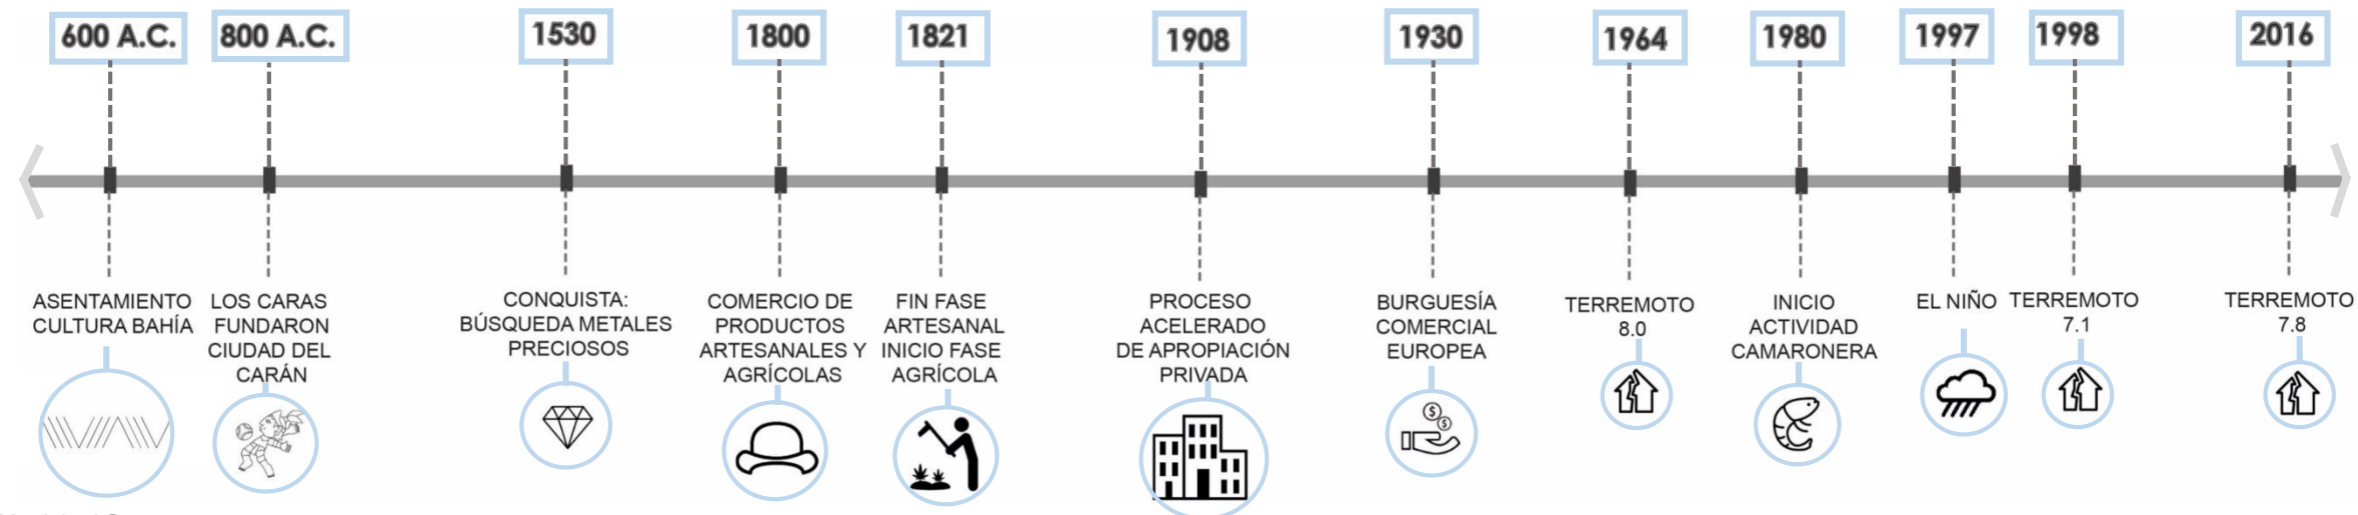 600 A.C.
800 A.C.
1530
1800
1821
1908
1930
1964
1980
1997
1998
2016
ASENTAMIENTO
CULTURA BAHÍA
LOS CARAS
FUNDARON
CIUDAD DEL
CARÁN
CONQUISTA:
BÚSQUEDA METALES
PRECIOSOS
COMERCIO DE
PRODUCTOS
ARTESANALES Y
AGRÍCOLAS
FIN FASE
ARTESANAL
INICIO FASE
AGRÍCOLA
PROCESO
ACELERADO
DE APROPIACIÓN
PRIVADA
BURGUESÍA
COMERCIAL
EUROPEA
TERREMOTO
8.0
INICIO
ACTIVIDAD
CAMARONERA
EL NIÑO
TERREMOTO
7.1
TERREMOTO
7.8